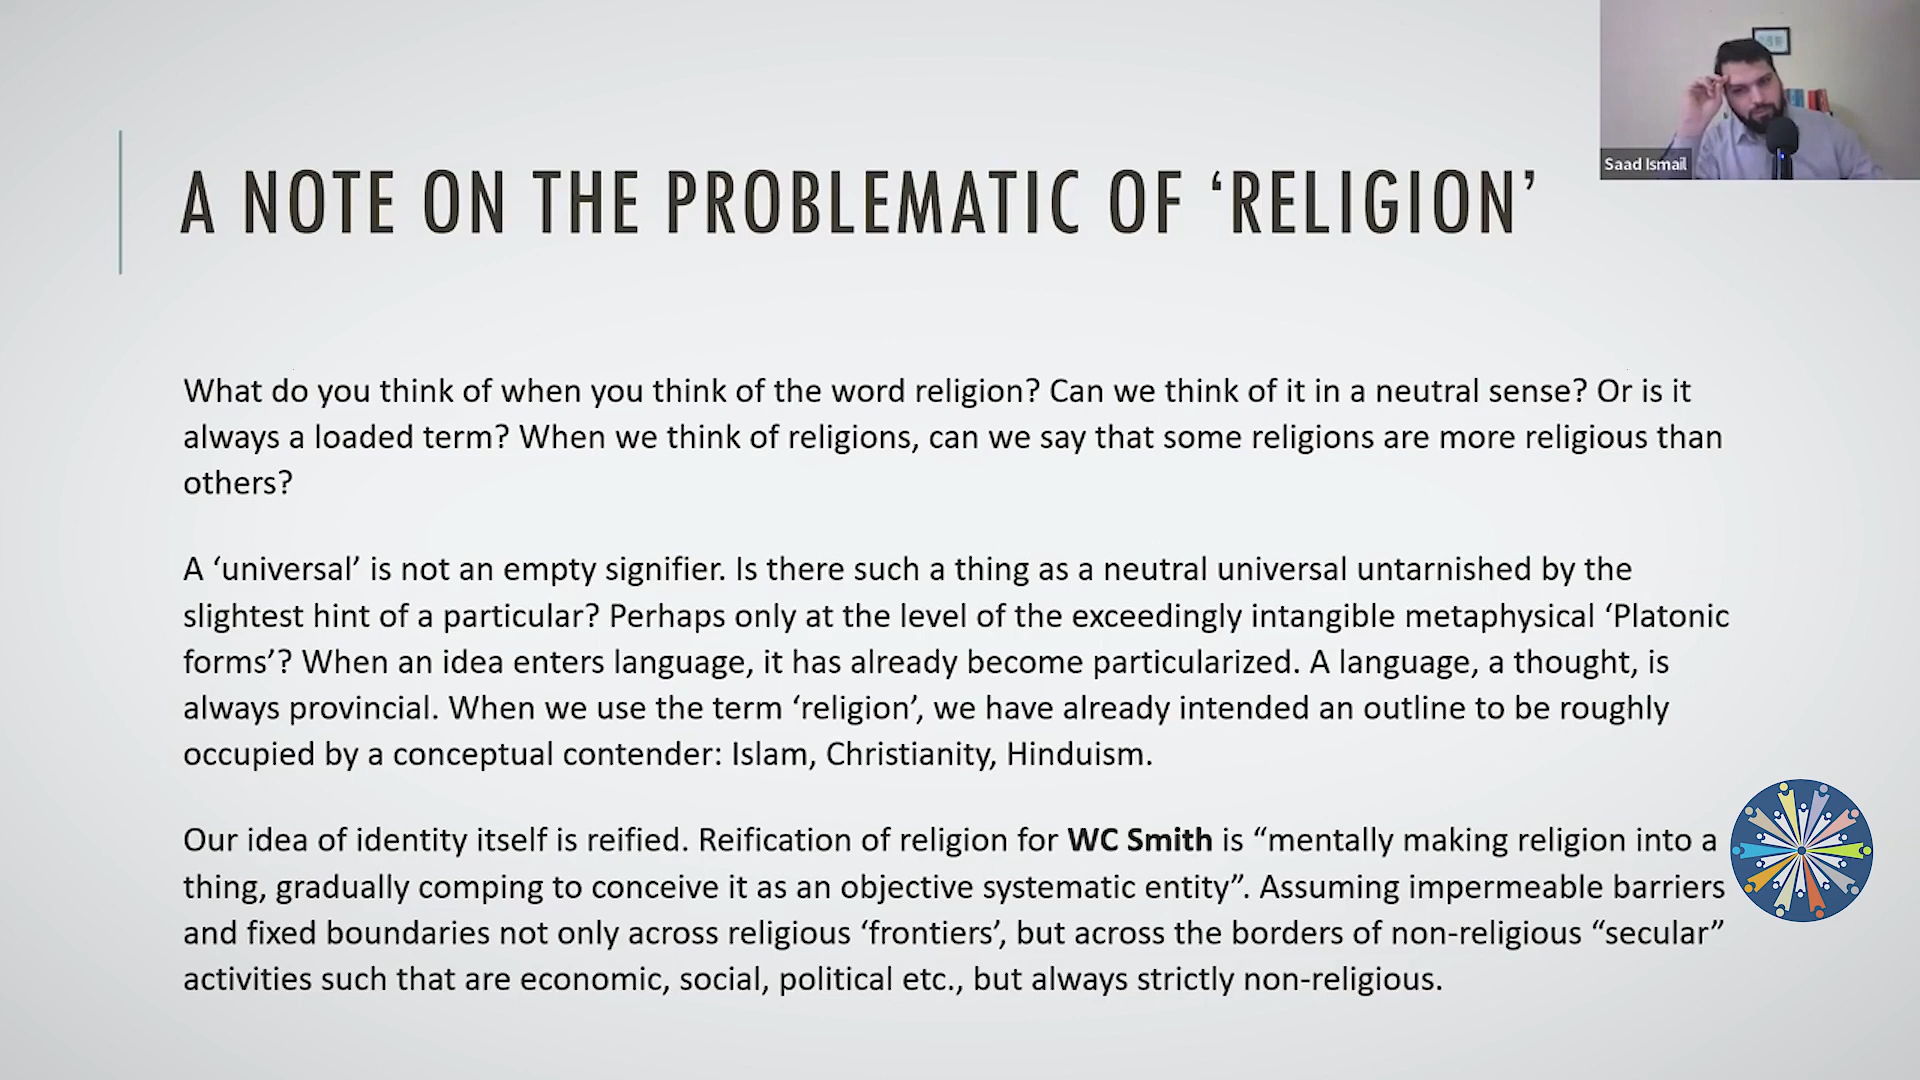 Saad Ismail
A NOTE ON THE PROBLEMATIC OF ‘RELIGION’
What do you think of when you think of the word religion? Can we think of it in a neutral sense? Or is it
always a loaded term? When we think of religions, can we say that some religions are more religious than
others?
A ‘universal’ is not an empty signifier. Is there such a thing as a neutral universal untarnished by the
slightest hint of a particular? Perhaps only at the level of the exceedingly intangible metaphysical ‘Platonic
forms’? When an idea enters language, it has already become particularized. A language, a thought, is
always provincial. When we use the term ‘religion’, we have already intended an outline to be roughly
occupied by a conceptual contender: Islam, Christianity, Hinduism.
Our idea of identity itself is reified. Reification of religion for WC Smith is “mentally making religion into a
thing, gradually comping to conceive it as an objective systematic entity”. Assuming impermeable barriers
and fixed boundaries not only across religious ‘frontiers’, but across the borders of non-religious “secular”
activities such that are economic, social, political etc., but always strictly non-religious.